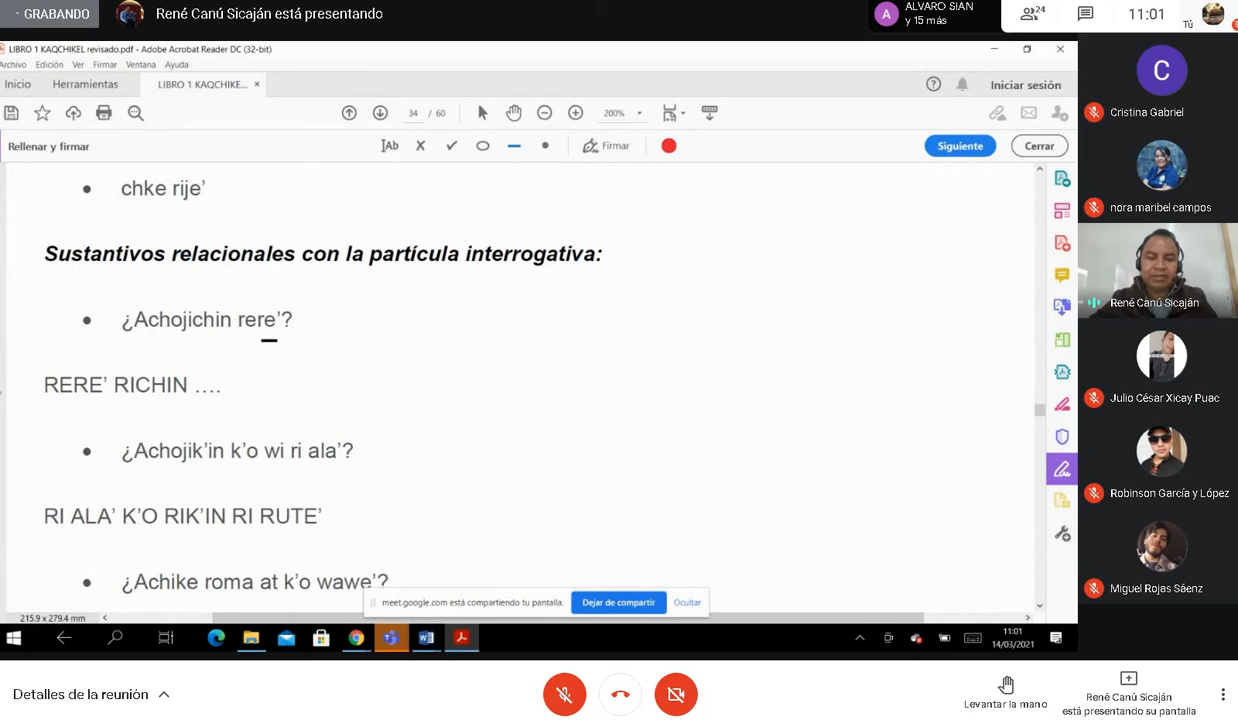 GRABANDO
René Canú Sicaján está presentando
ALVARO SIAN
y 15 más
24
11:01
Tú
LIBRO 1 KAQCHIKEL revisado.pdf - Adobe Acrobat Reader DC (32-bit)
Archivo Edición Ver Firmar Ventana Ayuda
Inicio Herramientas LIBRO 1 KAQCHIKE... × Iniciar sesión
34 / 60 200%
Rellenar y firmar Ab Firmar Siguiente Cerrar
• chke rije’
Sustantivos relacionales con la partícula interrogativa:
• ¿Achojichin rere’?
RERE’ RICHIN ….
• ¿Achojik’in k’o wi ri ala’?
RI ALA’ K’O RIK’IN RI RUTE’
• ¿Achike roma at k’o wawe’?
meet.google.com está compartiendo tu pantalla. Dejar de compartir Ocultar
215.9 x 279.4 mm
11:01
14/03/2021
C
Cristina Gabriel
nora maribel campos
René Canú Sicaján
Julio César Xicay Puac
Robinson García y López
Miguel Rojas Sáenz
Detalles de la reunión
Levantar la mano
René Canú Sicaján
está presentando su pantalla